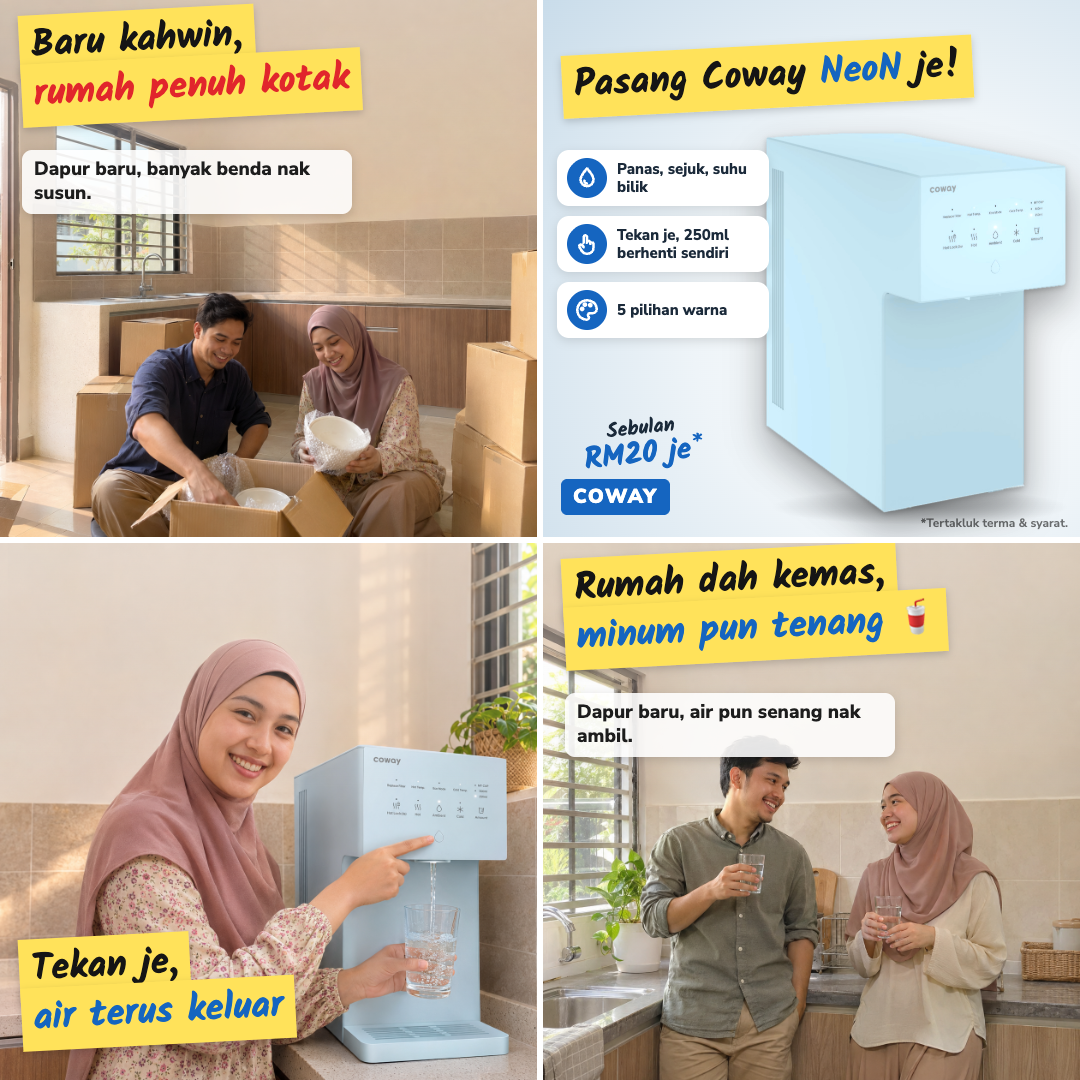 Baru kahwin,
rumah penuh kotak
Dapur baru, banyak benda nak
susun.
Pasang Coway NeoN je!
Panas, sejuk, suhu
bilik
Tekan je, 250ml
berhenti sendiri
5 pilihan warna
coway
Sebulan
RM20 je*
COWAY
*Tertakluk terma & syarat.
coway
Tekan je,
air terus keluar
Rumah dah kemas,
minum pun tenang
Dapur baru, air pun senang nak
ambil.